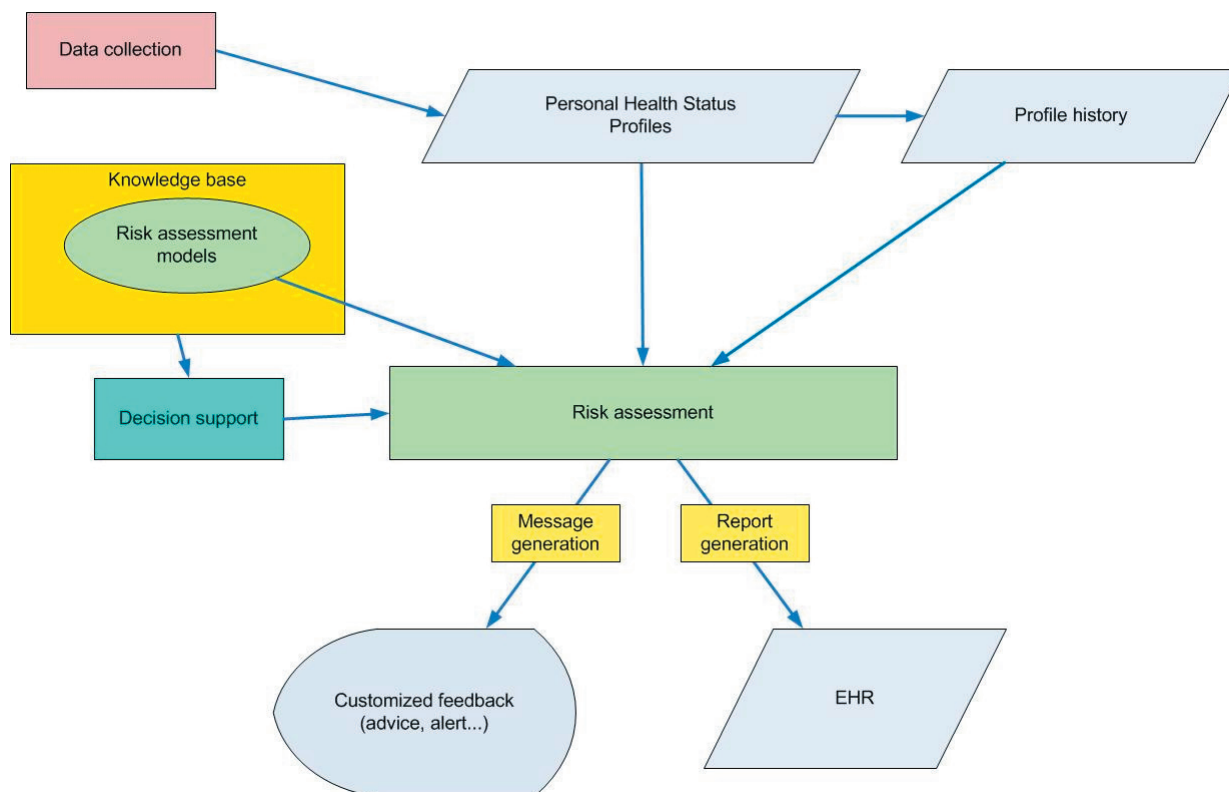 Data collection
Personal Health Status
Profiles
Profile history
Knowledge base
Risk assessment
models
Decision support
Risk assessment
Message
generation
Report
generation
Customized feedback
(advice, alert...)
EHR